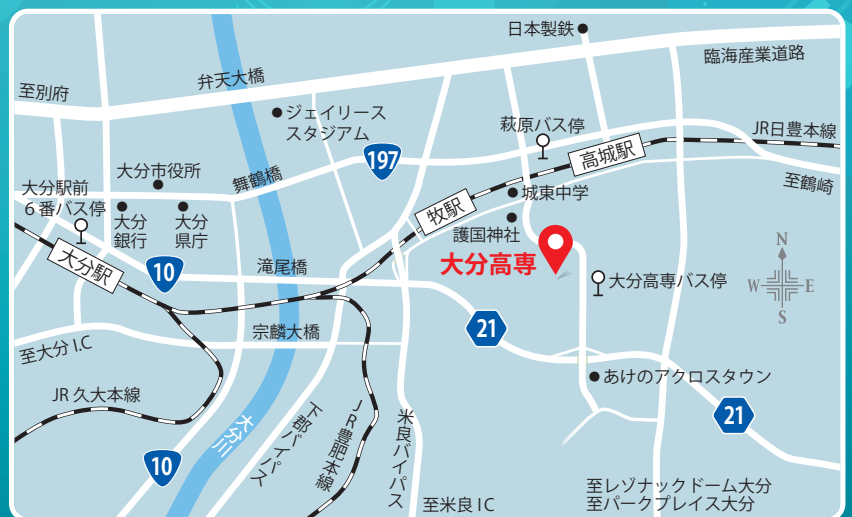 日本製鉄
臨海産業道路
弁天大橋
至別府
ジェイリース
スタジアム
萩原バス停
JR日豊本線
197
高城駅
大分市役所
舞鶴橋
至鶴崎
大分駅前
6番バス停
城東中学
牧駅
大分
銀行
大分
県庁
護国神社
大分駅
10
滝尾橋
大分高専
大分高専バス停
N
W
E
S
21
宗麟大橋
至大分I.C
あけのアクロスタウン
JR久大本線
大分川
下郡バイパス
JR豊肥本線
米良バイパス
21
10
至米良IC
至レゾナックドーム大分
至パークプレイス大分